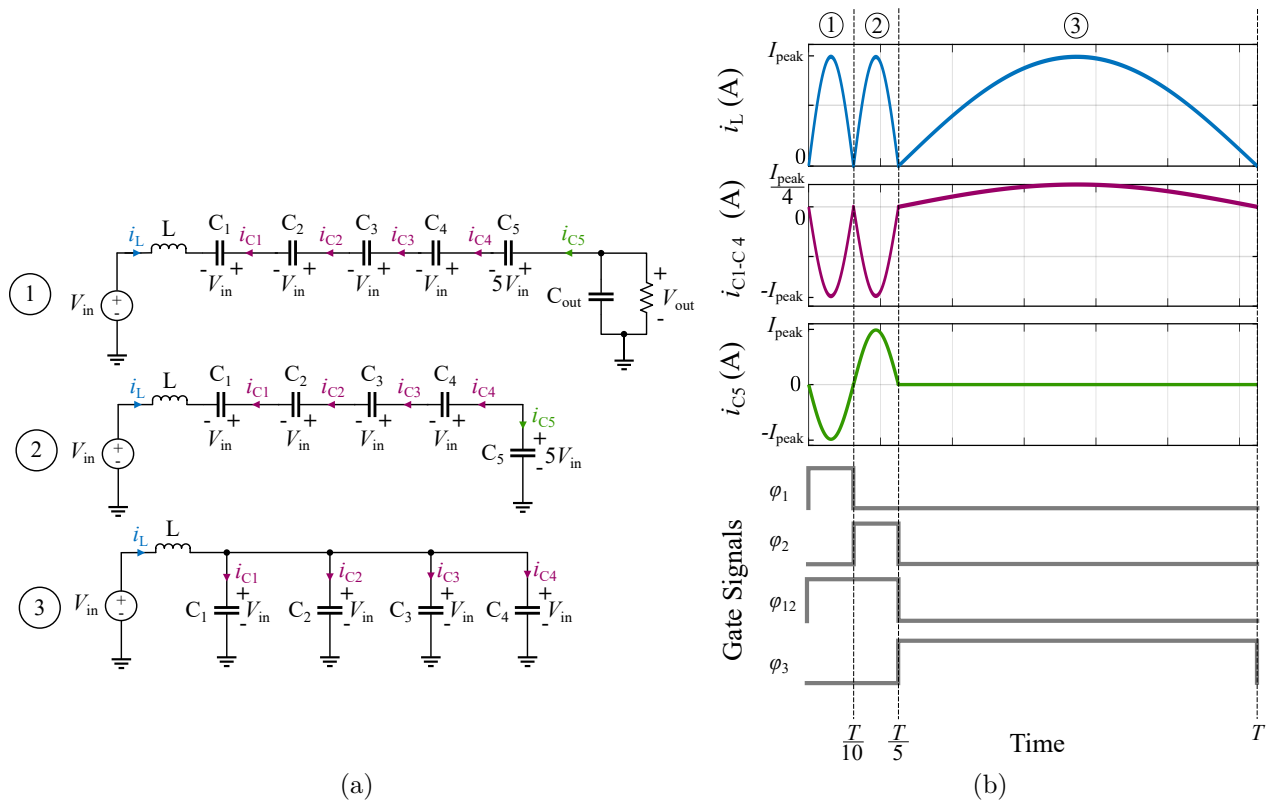 i_L L C_1 i_C1 C_2 i_C2 C_3 i_C3 C_4 i_C4 C_5 i_C5
1 V_in + - - V_in + - V_in + - V_in + - V_in + - 5V_in + C_out + V_out -
i_L L C_1 i_C1 C_2 i_C2 C_3 i_C3 C_4 i_C4
2 V_in + - - V_in + - V_in + - V_in + - V_in + i_C5 C_5 + 5V_in -
i_L L
i_C1 i_C2 i_C3 i_C4
3 V_in + - C_1 + V_in - C_2 + V_in - C_3 + V_in - C_4 + V_in -
(a)
1 2 3
i_L (A)
I_peak
0
i_C1-C4 (A)
I_peak/4
0
-I_peak
i_C5 (A)
I_peak
0
-I_peak
Gate Signals
φ_1
φ_2
φ_12
φ_3
T/10 T/5 Time T
(b)